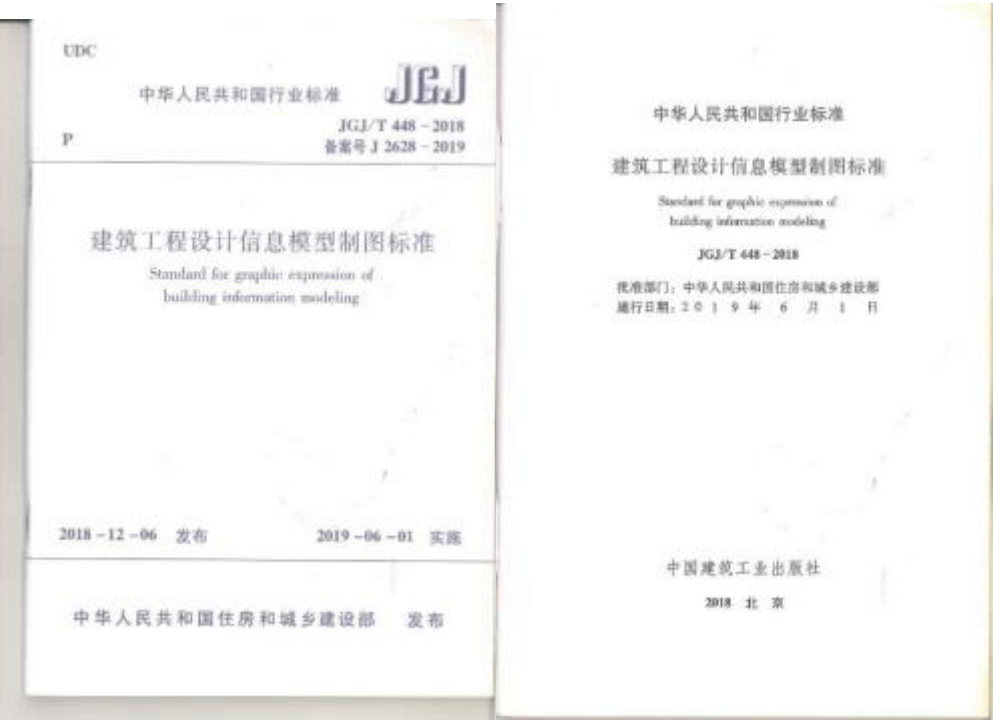 UDC
中华人民共和国行业标准
JGJ
JGJ/T 448-2018
P
备案号 J 2628-2019
建筑工程设计信息模型制图标准
Standard for graphic expression of
building information modeling
2018-12-06 发布
2019-06-01 实施
中华人民共和国住房和城乡建设部 发布
中华人民共和国行业标准
建筑工程设计信息模型制图标准
Standard for graphic expression of
building information modeling
JGJ/T 448-2018
批准部门：中华人民共和国住房和城乡建设部
施行日期：2019年6月1日
中国建筑工业出版社
2018 北 京